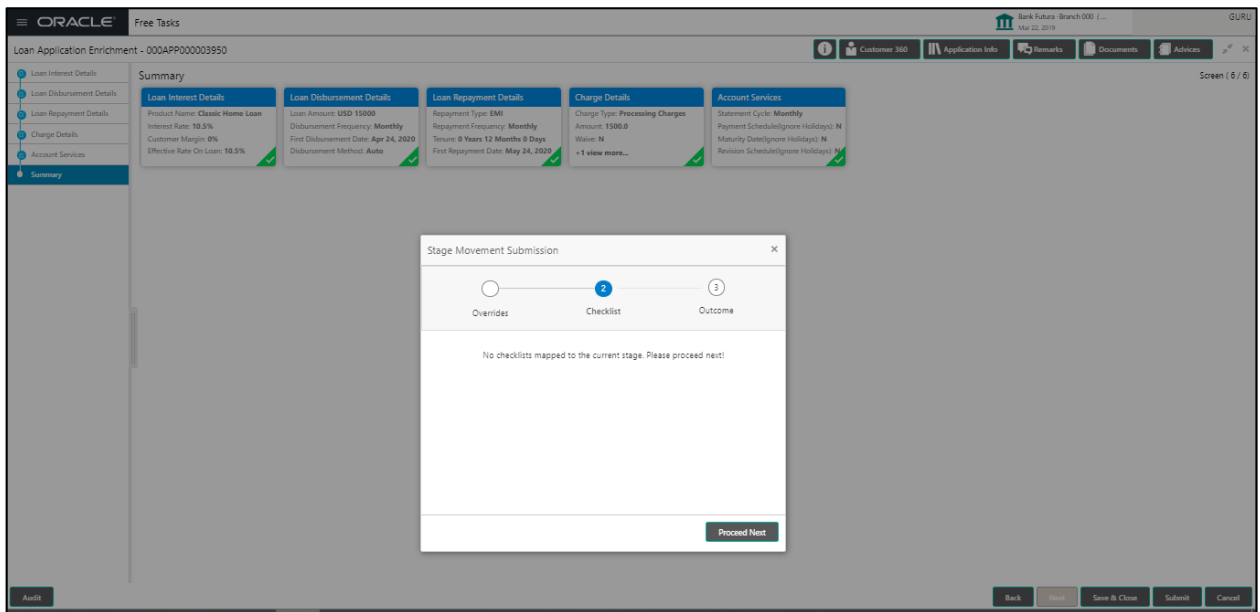 ORACLE
Free Tasks
Bank Futura -Branch 000 (...
Mar 22, 2019
GURU
Loan Application Enrichment - 000APP000003950
Customer 360
Application Info
Remarks
Documents
Advices
Loan Interest Details
Loan Disbursement Details
Loan Repayment Details
Charge Details
Account Services
Summary
Summary
Screen ( 6 / 6)
Loan Interest Details
Product Name: Classic Home Loan
Interest Rate: 10.5%
Customer Margin: 0%
Effective Rate On Loan: 10.5%
Loan Disbursement Details
Loan Amount: USD 15000
Disbursement Frequency: Monthly
First Disbursement Date: Apr 24, 2020
Disbursement Method: Auto
Loan Repayment Details
Repayment Type: EMI
Repayment Frequency: Monthly
Tenure: 0 Years 12 Months 0 Days
First Repayment Date: May 24, 2020
Charge Details
Charge Type: Processing Charges
Amount: 1500.0
Waive: N
+1 view more...
Account Services
Statement Cycle: Monthly
Payment Schedule(Ignore Holidays): N
Maturity Date(Ignore Holidays): N
Revision Schedule(Ignore Holidays): N
Stage Movement Submission
2
3
Overrides
Checklist
Outcome
No checklists mapped to the current stage. Please proceed next!
Proceed Next
Audit
Back
Next
Save & Close
Submit
Cancel